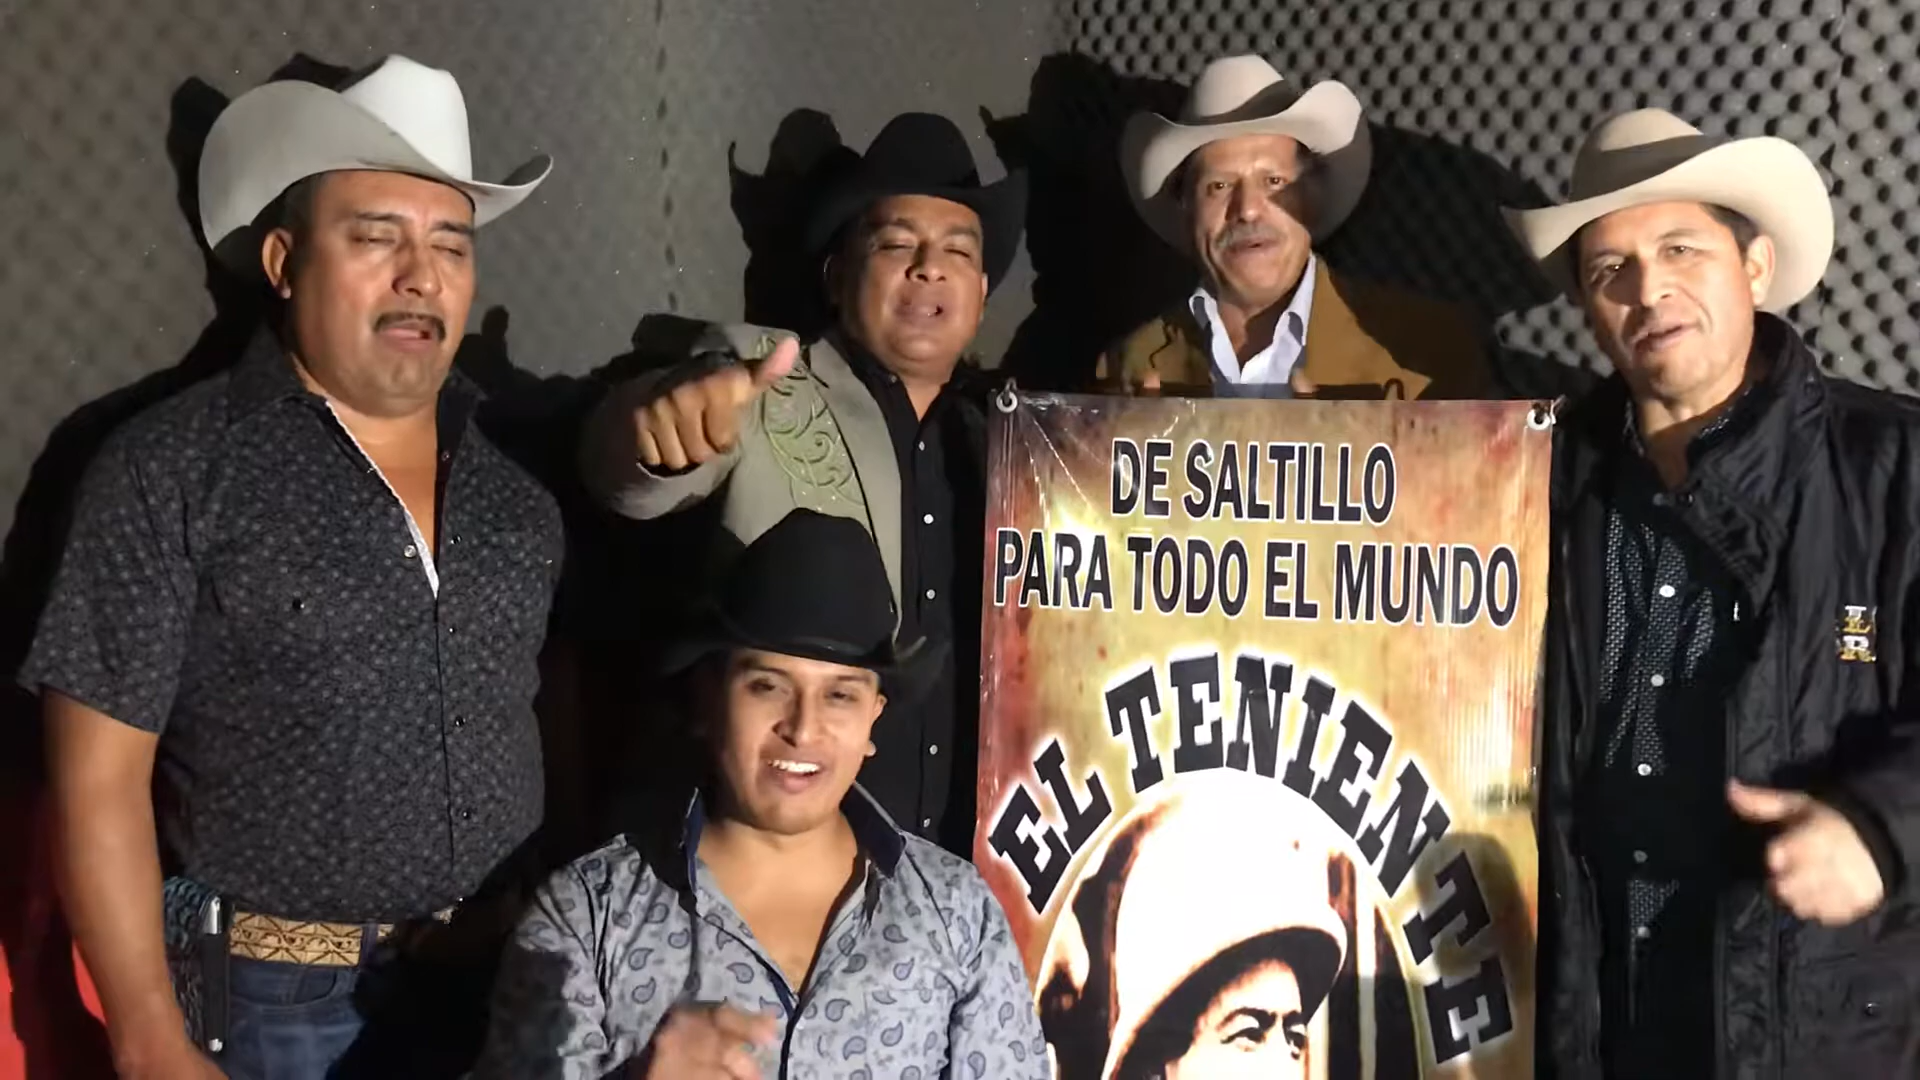 DE SALTILLO
PARA TODO EL MUNDO
EL TENIENTE
L
R